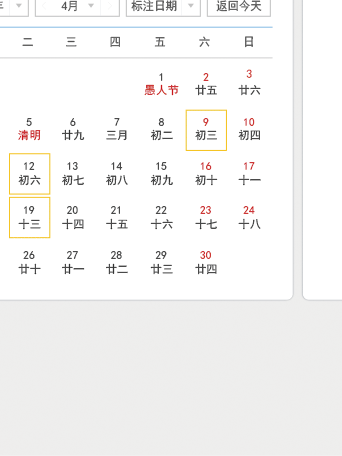 4月 标注日期 返回今天
二 三 四 五 六 日
1 2 3
愚人节 廿五 廿六
5 6 7 8 9 10
清明 廿九 三月 初二 初三 初四
12 13 14 15 16 17
初六 初七 初八 初九 初十 十一
19 20 21 22 23 24
十三 十四 十五 十六 十七 十八
26 27 28 29 30
廿十 廿一 廿二 廿三 廿四